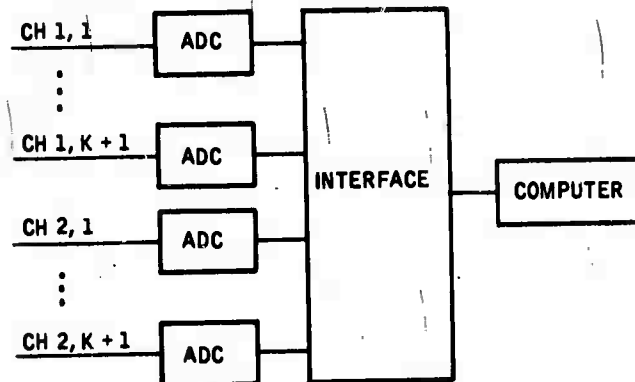 CH 1, 1
ADC
CH 1, K + 1
ADC
INTERFACE
COMPUTER
CH 2, 1
ADC
CH 2, K + 1
ADC